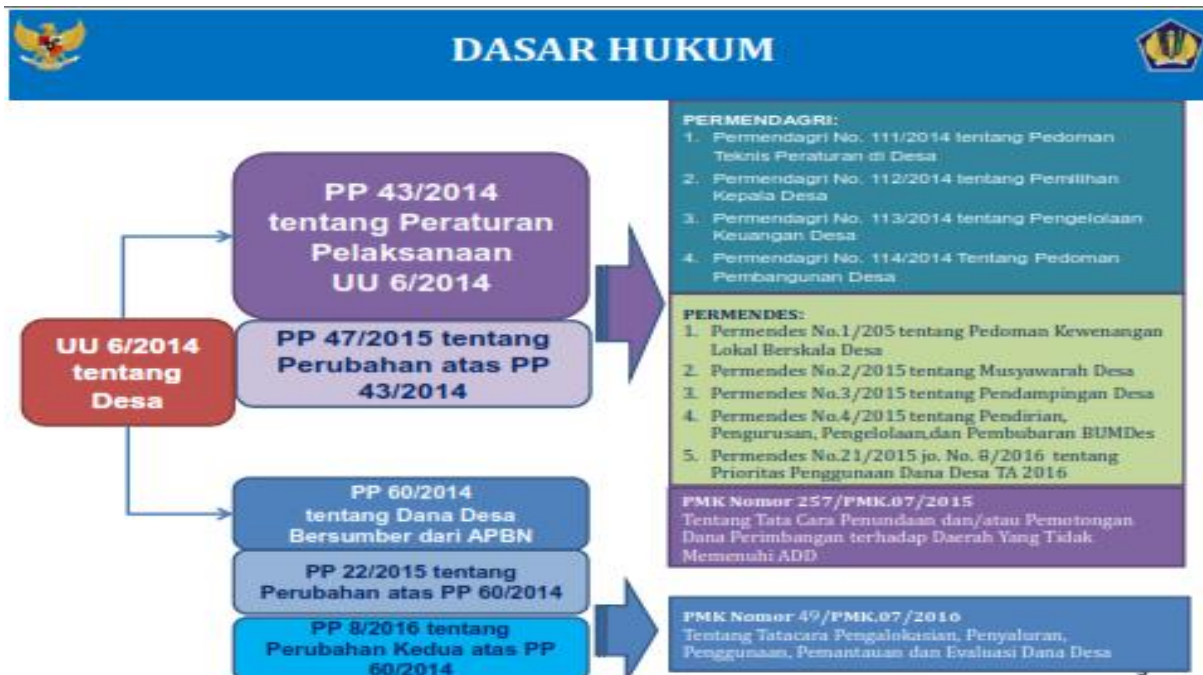 DASAR HUKUM
UU 6/2014
tentang
Desa
PP 43/2014
tentang Peraturan
Pelaksanaan
UU 6/2014
PP 47/2015 tentang
Perubahan atas PP
43/2014
PP 60/2014
tentang Dana Desa
Bersumber dari APBN
PP 22/2015 tentang
Perubahan atas PP 60/2014
PP 8/2016 tentang
Perubahan Kedua atas PP
60/2014
PERMENDAGRI:
1. Permendagri No. 111/2014 tentang Pedoman
Teknis Peraturan di Desa
2. Permendagri No. 112/2014 tentang Pemilihan
Kepala Desa
3. Permendagri No. 113/2014 tentang Pengelolaan
Keuangan Desa
4. Permendagri No. 114/2014 Tentang Pedoman
Pembangunan Desa
PERMENDES:
1. Permendes No.1/205 tentang Pedoman Kewenangan
Lokal Berskala Desa
2. Permendes No.2/2015 tentang Musyawarah Desa
3. Permendes No.3/2015 tentang Pendampingan Desa
4. Permendes No.4/2015 tentang Pendirian,
Pengurusan, Pengelolaan,dan Pembubaran BUMDes
5. Permendes No.21/2015 jo. No. 8/2016 tentang
Prioritas Penggunaan Dana Desa TA 2016
PMK Nomor 257/PMK.07/2015
Tentang Tata Cara Penundaan dan/atau Pemotongan
Dana Perimbangan terhadap Daerah Yang Tidak
Memenuhi ADD
PMK Nomor 49/PMK.07/2016
Tentang Tatacara Pengalokasian, Penyaluran,
Penggunaan, Pemantauan dan Evaluasi Dana Desa